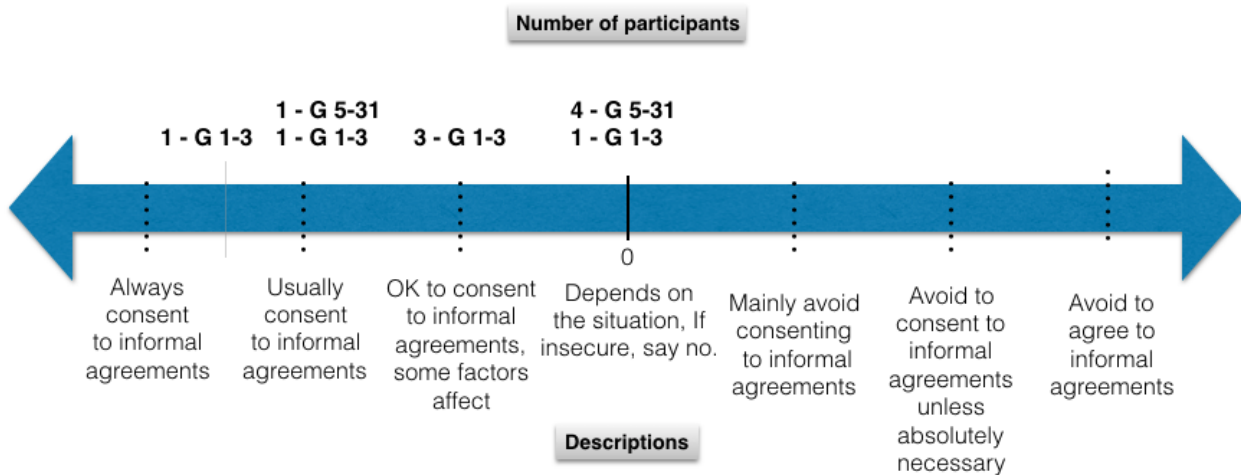 Number of participants
1 - G 5-31
4 - G 5-31
1 - G 1-3
1 - G 1-3
3 - G 1-3
1 - G 1-3
0
Always
consent
to informal
agreements
Usually
consent
to informal
agreements
OK to consent
to informal
agreements,
some factors
affect
Depends on
the situation, If
insecure, say no.
Mainly avoid
consenting
to informal
agreements
Avoid to
consent to
informal
agreements
unless
absolutely
necessary
Avoid to
agree to
informal
agreements
Descriptions